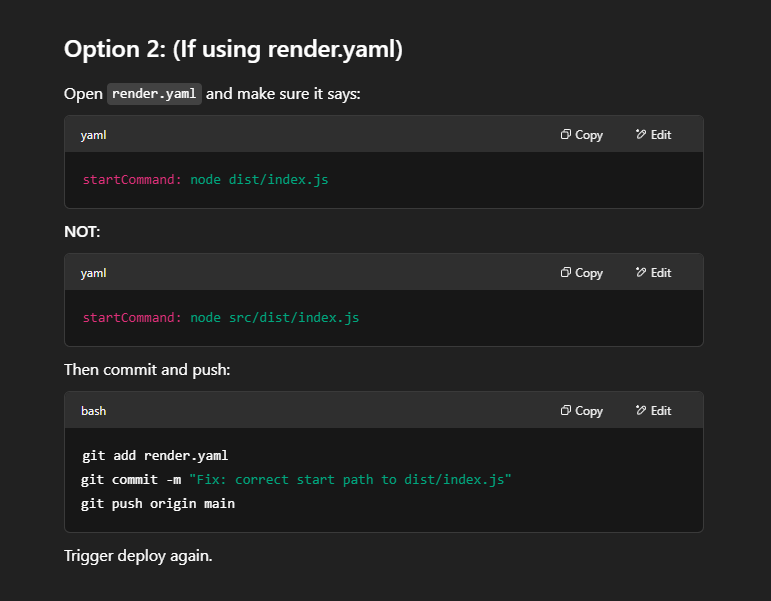 Option 2: (If using render.yaml)
Open render.yaml and make sure it says:
yaml Copy Edit
startCommand: node dist/index.js
NOT:
yaml Copy Edit
startCommand: node src/dist/index.js
Then commit and push:
bash Copy Edit
git add render.yaml
git commit -m "Fix: correct start path to dist/index.js"
git push origin main
Trigger deploy again.